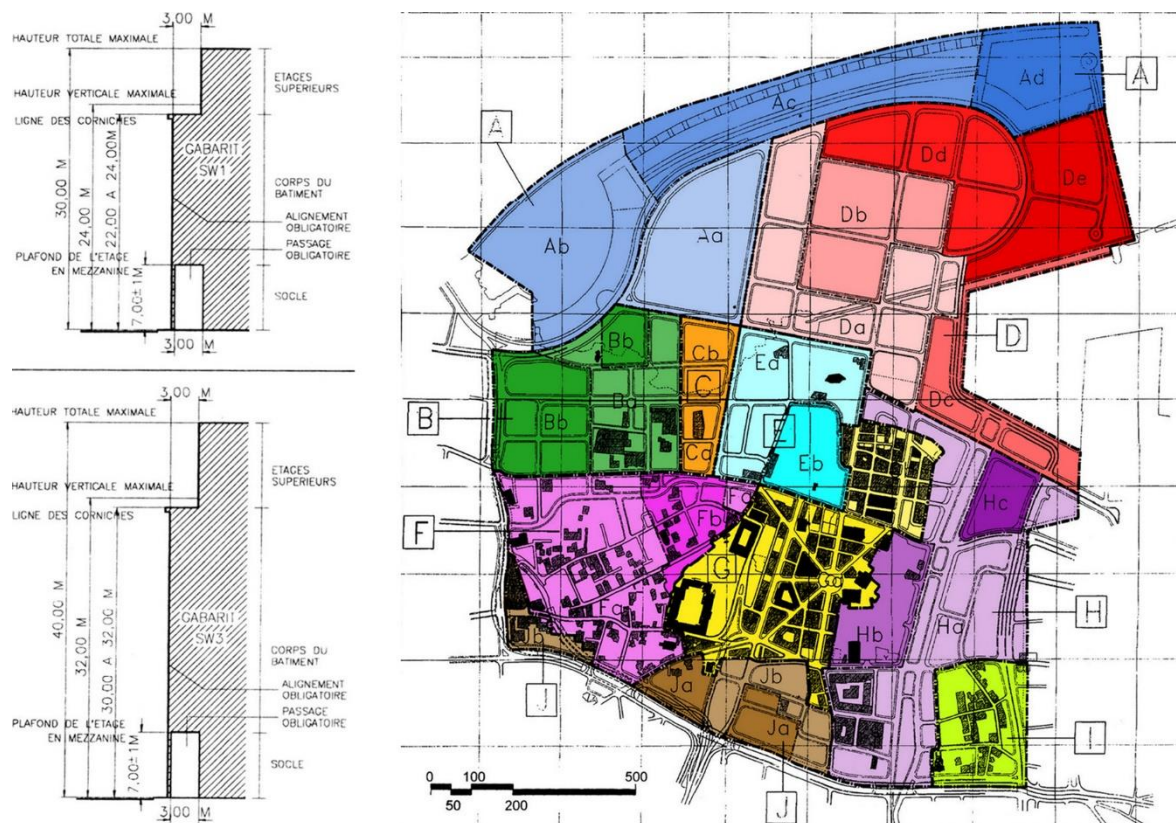 3,00 M
HAUTEUR TOTALE MAXIMALE
ETAGES
SUPERIEURS
HAUTEUR VERTICALE MAXIMALE
LIGNE DES CORNICHES
GABARIT
SW1
30,00 M
24,00 M
22,00 A 24,00M
CORPS DU
BATIMENT
ALIGNEMENT
OBLIGATOIRE
PASSAGE
OBLIGATOIRE
PLAFOND DE L'ETAGE
EN MEZZANINE
7,00±1M
SOCLE
3,00 M
3,00 M
HAUTEUR TOTALE MAXIMALE
ETAGES
SUPERIEURS
HAUTEUR VERTICALE MAXIMALE
LIGNE DES CORNICHES
GABARIT
SW3
40,00 M
32,00 M
30,00 A 32,00 M
CORPS DU
BATIMENT
ALIGNEMENT
OBLIGATOIRE
PASSAGE
OBLIGATOIRE
PLAFOND DE L'ETAGE
EN MEZZANINE
7,00±1M
SOCLE
3,00 M
Ad
A
Ac
A
Dd
De
Db
Aa
Ab
Da
D
Bb
Cb
Ea
C
Ba
Dc
B
Bb
E
Ca
Eb
Fa
Hc
F
Fb
G
Fa
H
Hb
Ha
Jb
J
Ja
Jb
Ja
I
J
0 100 500
50 200